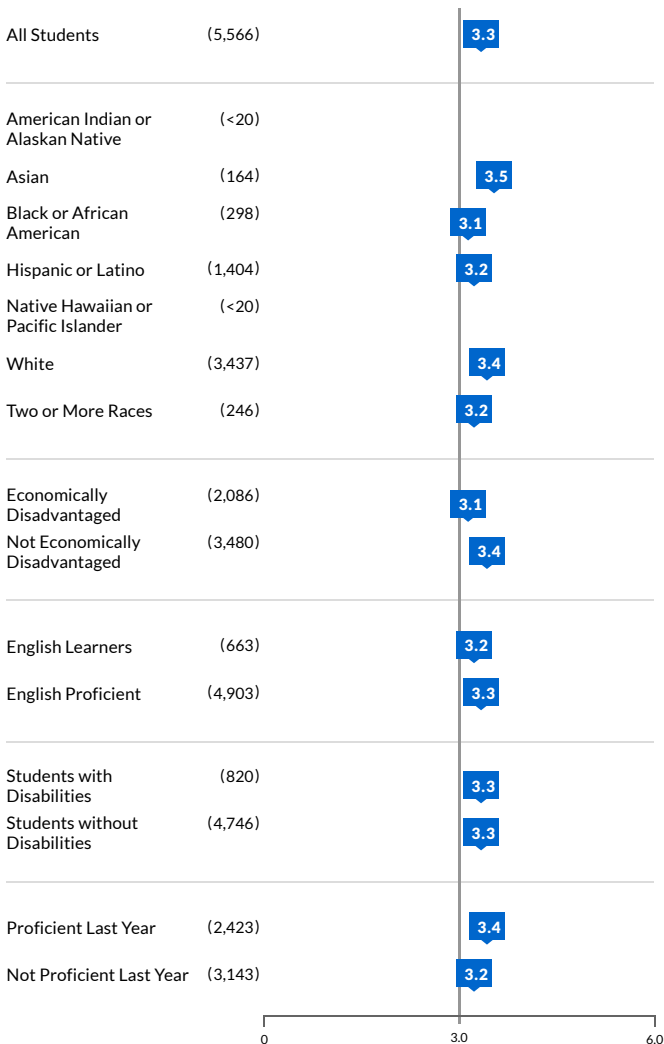 All Students (5,566) 3.3
American Indian or (<20)
Alaskan Native
Asian (164) 3.5
Black or African (298) 3.1
American
Hispanic or Latino (1,404) 3.2
Native Hawaiian or (<20)
Pacific Islander
White (3,437) 3.4
Two or More Races (246) 3.2
Economically (2,086) 3.1
Disadvantaged
Not Economically (3,480) 3.4
Disadvantaged
English Learners (663) 3.2
English Proficient (4,903) 3.3
Students with (820) 3.3
Disabilities
Students without (4,746) 3.3
Disabilities
Proficient Last Year (2,423) 3.4
Not Proficient Last Year (3,143) 3.2
0 3.0 6.0